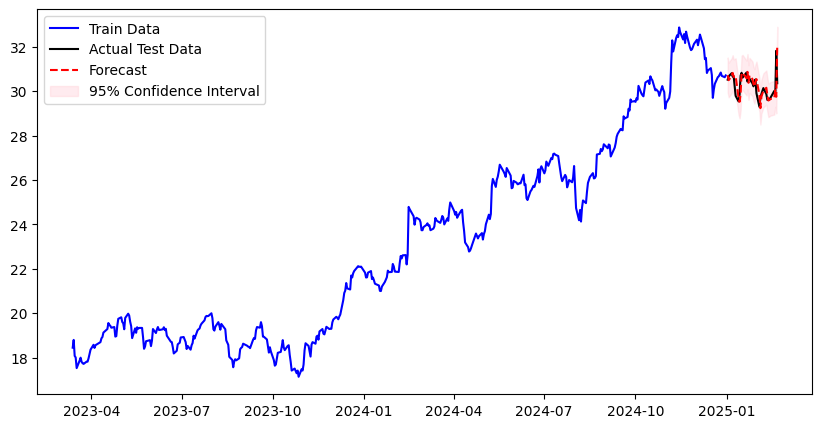 Train Data
Actual Test Data
Forecast
95% Confidence Interval
32
30
28
26
24
22
20
18
2023-04 2023-07 2023-10 2024-01 2024-04 2024-07 2024-10 2025-01